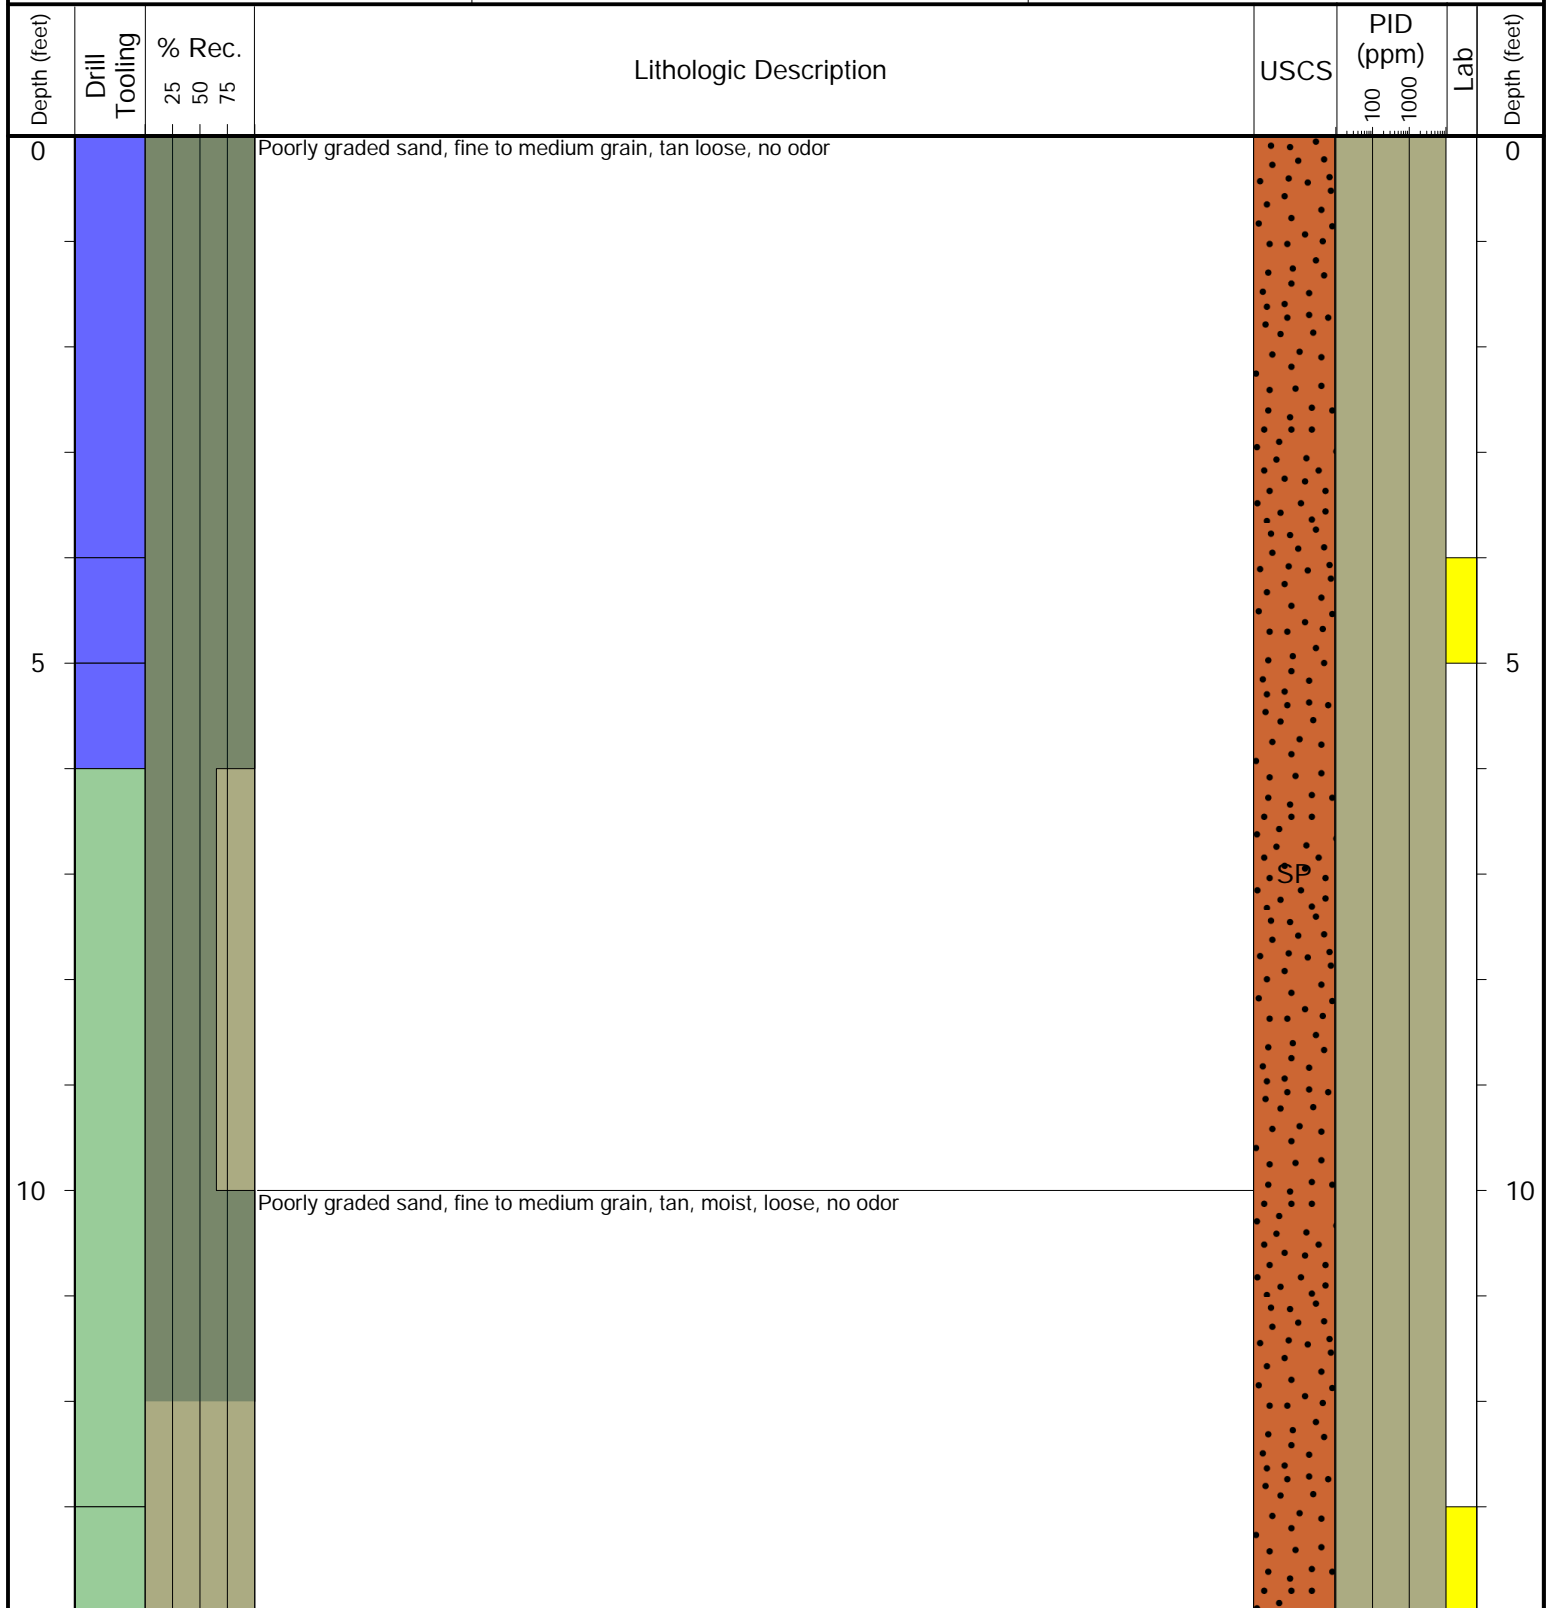 Depth (feet)
Drill
Tooling
% Rec.
25
50
75
Lithologic Description
USCS
PID
(ppm)
100
1000
Lab
Depth (feet)
0
Poorly graded sand, fine to medium grain, tan loose, no odor
0
5
5
SP
10
10
Poorly graded sand, fine to medium grain, tan, moist, loose, no odor